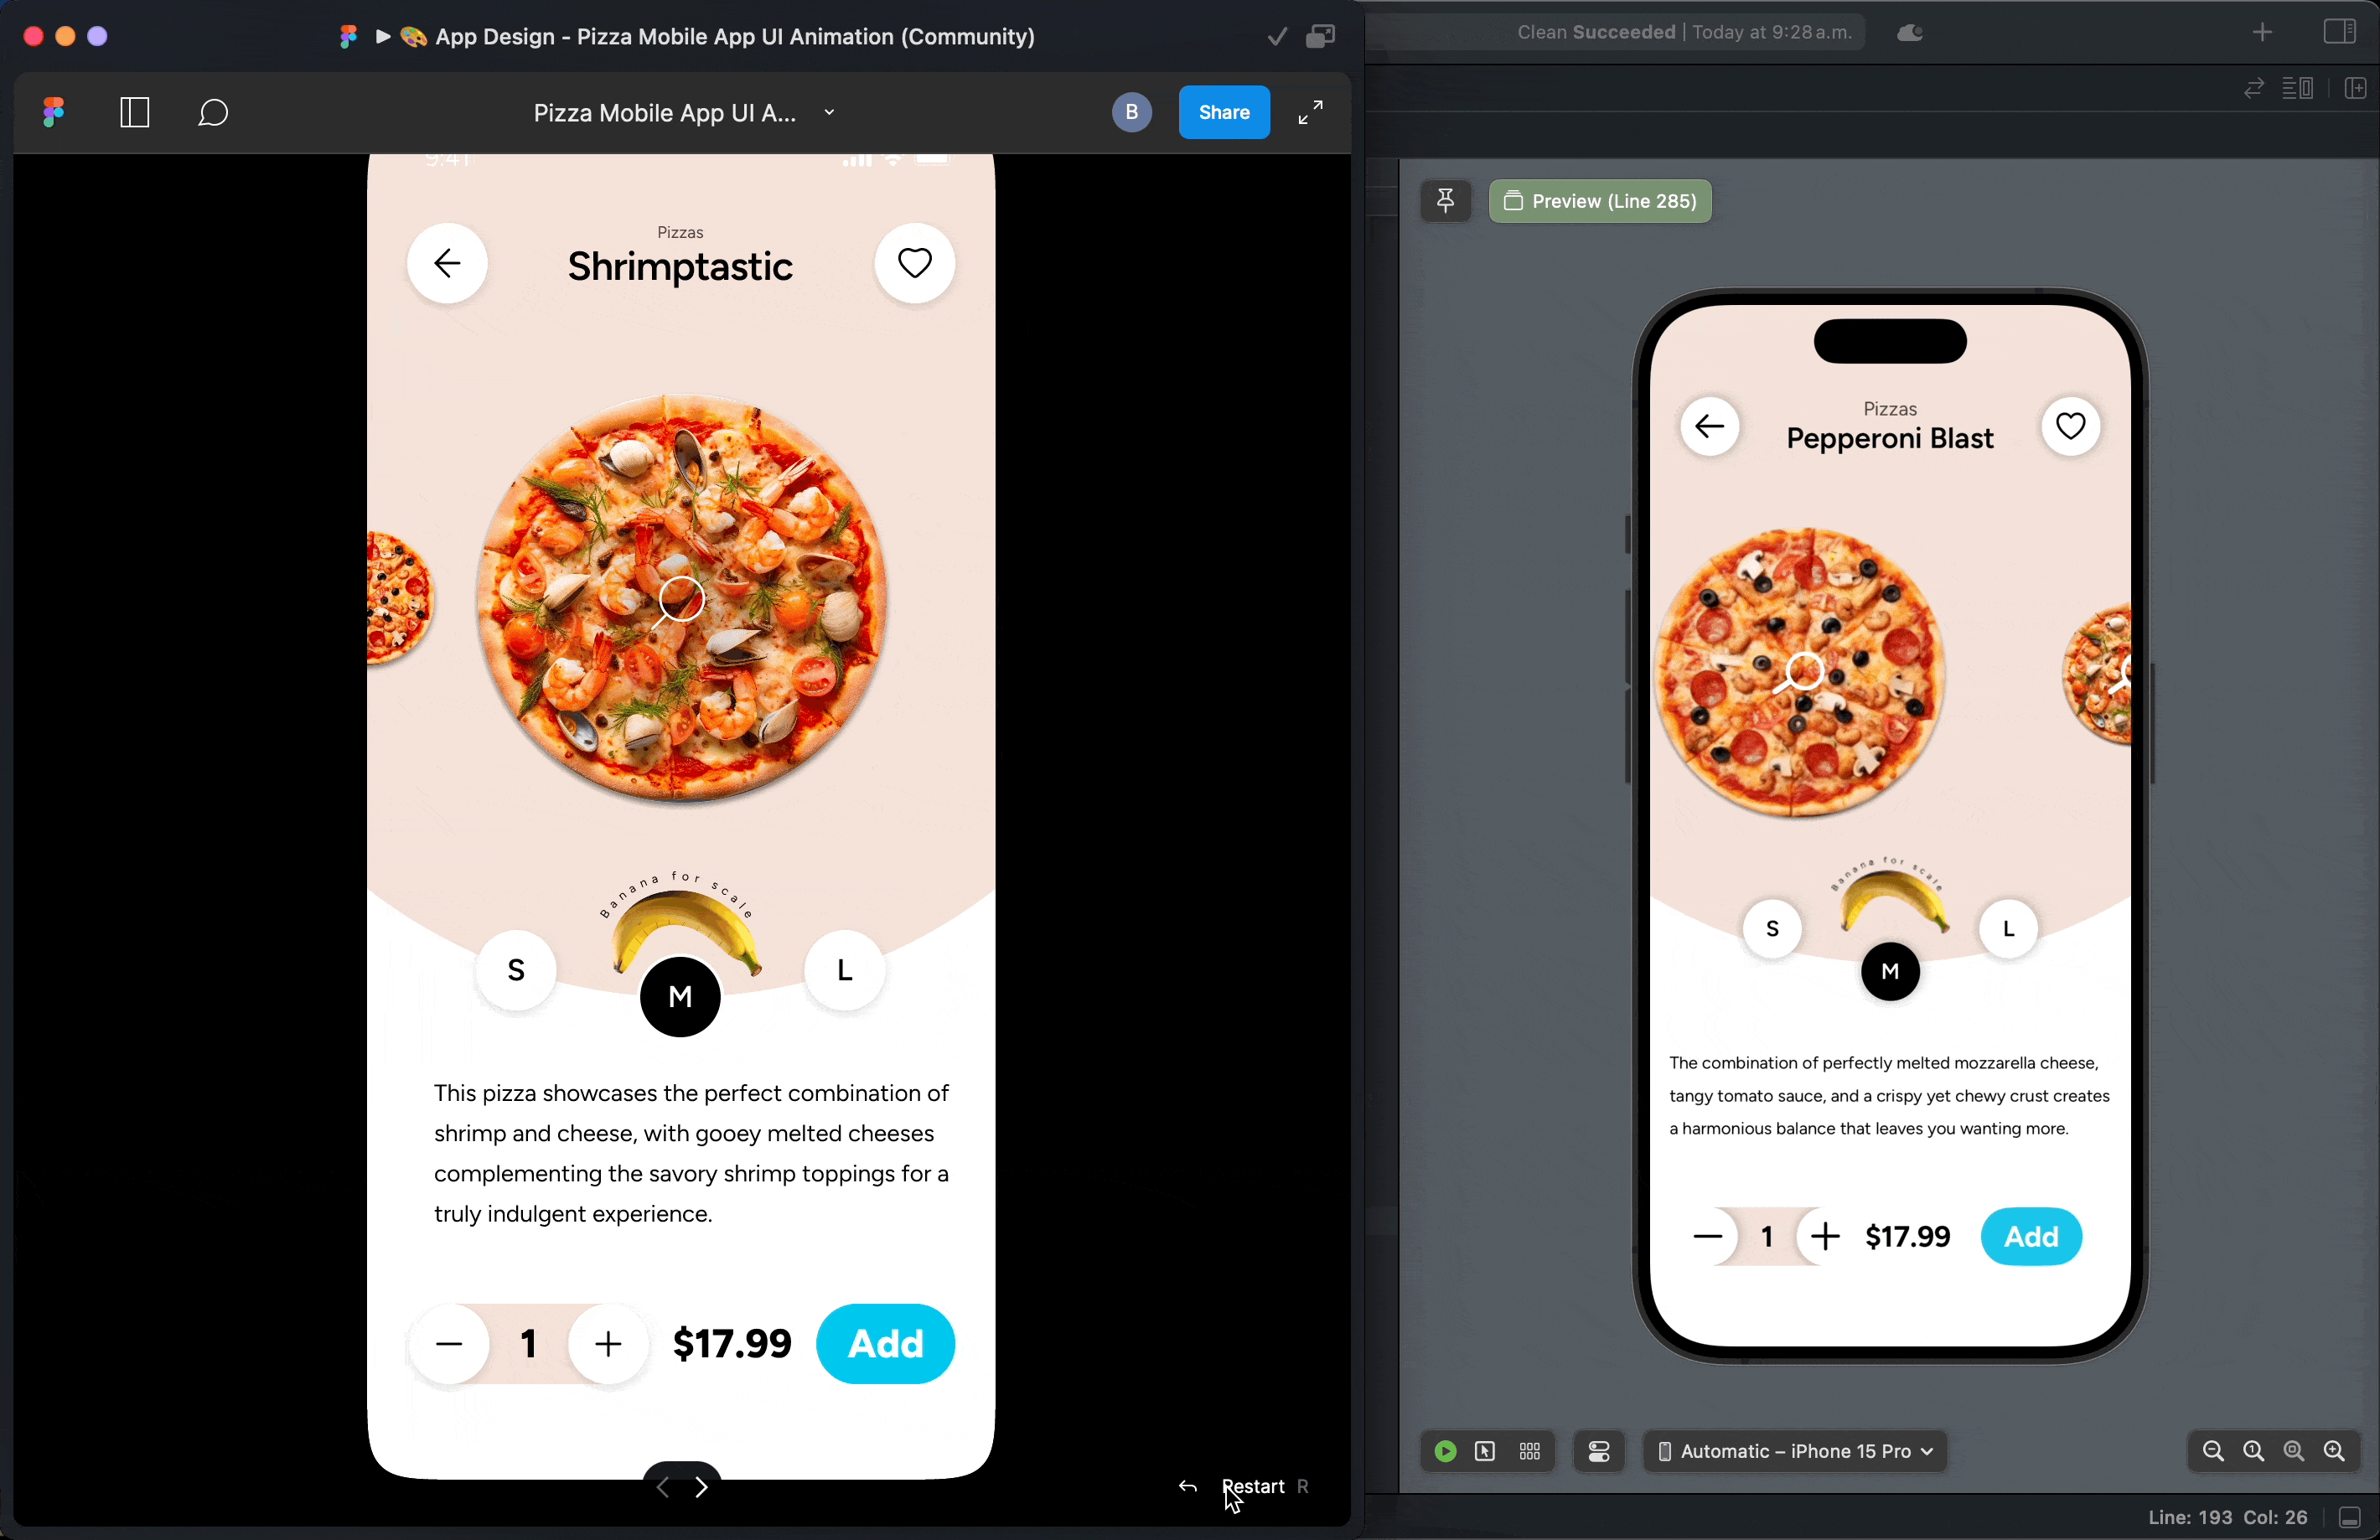 App Design - Pizza Mobile App UI Animation (Community)
Pizza Mobile App UI A...
B
Share
9:41
Pizzas
Shrimptastic
Banana for scale
S
M
L
This pizza showcases the perfect combination of
shrimp and cheese, with gooey melted cheeses
complementing the savory shrimp toppings for a
truly indulgent experience.
1
$17.99
Add
Restart R
Clean Succeeded | Today at 9:28 a.m.
Preview (Line 285)
Pizzas
Pepperoni Blast
Banana for scale
S
M
L
The combination of perfectly melted mozzarella cheese,
tangy tomato sauce, and a crispy yet chewy crust creates
a harmonious balance that leaves you wanting more.
1
$17.99
Add
Automatic – iPhone 15 Pro
Line: 193 Col: 26